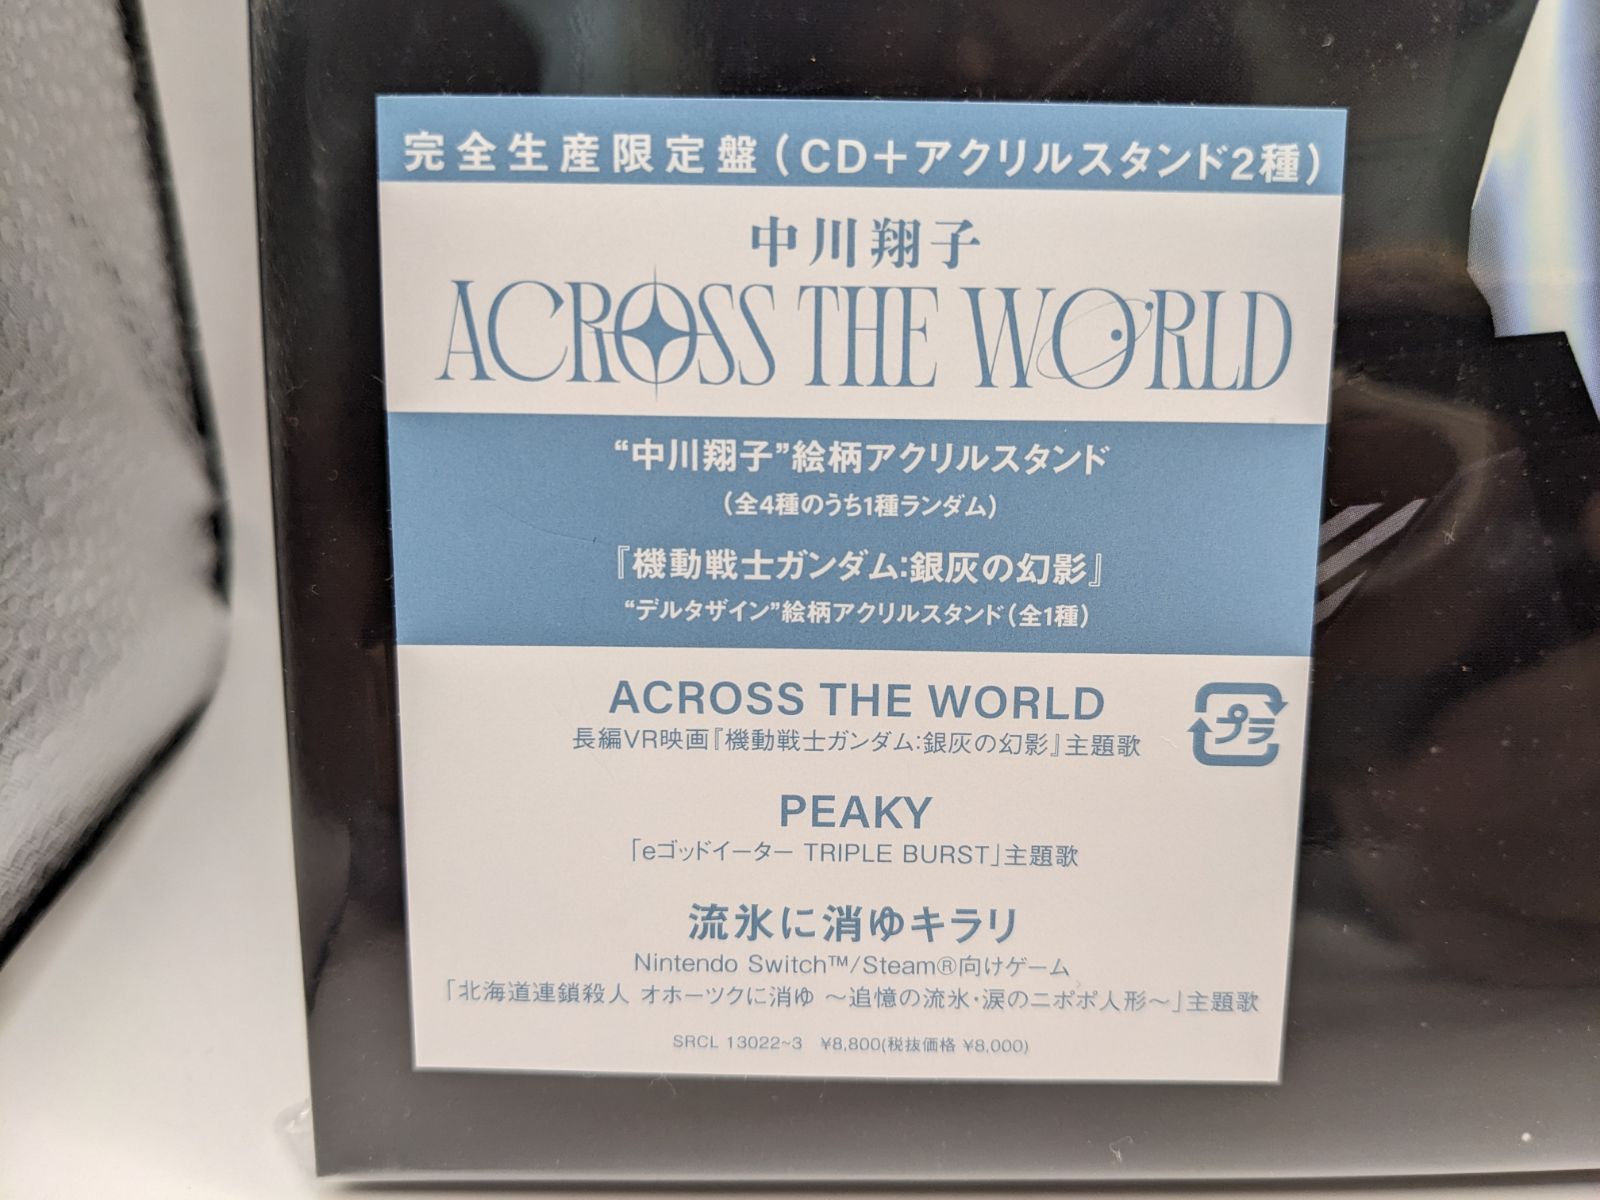 完全生産限定盤(CD+アクリルスタンド2種)
中川翔子
ACROSS THE WORLD
“中川翔子”絵柄アクリルスタンド
(全4種のうち1種ランダム)
『機動戦士ガンダム:銀灰の幻影』
“デルタザイン”絵柄アクリルスタンド(全1種)
ACROSS THE WORLD
長編VR映画『機動戦士ガンダム:銀灰の幻影』主題歌
プラ
PEAKY
「eゴッドイーター TRIPLE BURST」主題歌
流氷に消ゆキラリ
Nintendo Switch™/Steam®向けゲーム
「北海道連鎖殺人 オホーツクに消ゆ ～追憶の流氷・涙のニポポ人形～」主題歌
SRCL 13022~3 ¥8,800(税抜価格 ¥8,000)